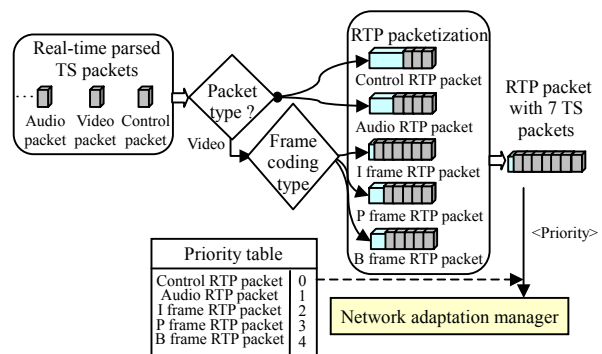 Real-time parsed
TS packets
...
Audio
packet
Video
packet
Control
packet
Packet
type ?
Video
Frame
coding
type
RTP packetization
Control RTP packet
Audio RTP packet
I frame RTP packet
P frame RTP packet
B frame RTP packet
RTP packet
with 7 TS
packets
<Priority>
Priority table
Control RTP packet 0
Audio RTP packet 1
I frame RTP packet 2
P frame RTP packet 3
B frame RTP packet 4
Network adaptation manager